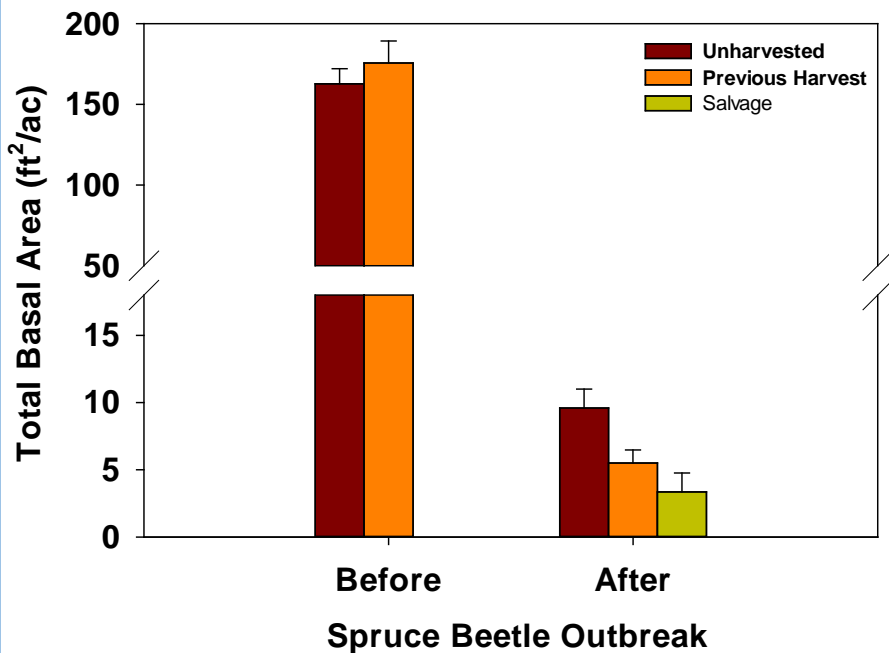 200
150
100
50
15
10
5
0
Total Basal Area (ft²/ac)
Unharvested
Previous Harvest
Salvage
Before After
Spruce Beetle Outbreak